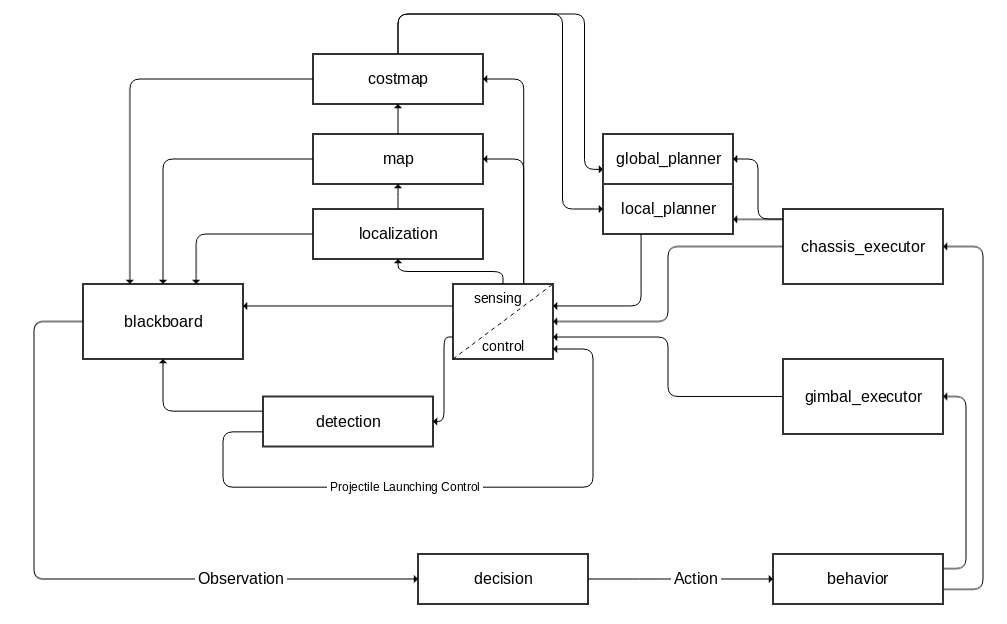 costmap
map
global_planner
local_planner
localization
chassis_executor
sensing
blackboard
control
gimbal_executor
detection
Projectile Launching Control
Observation
decision
Action
behavior